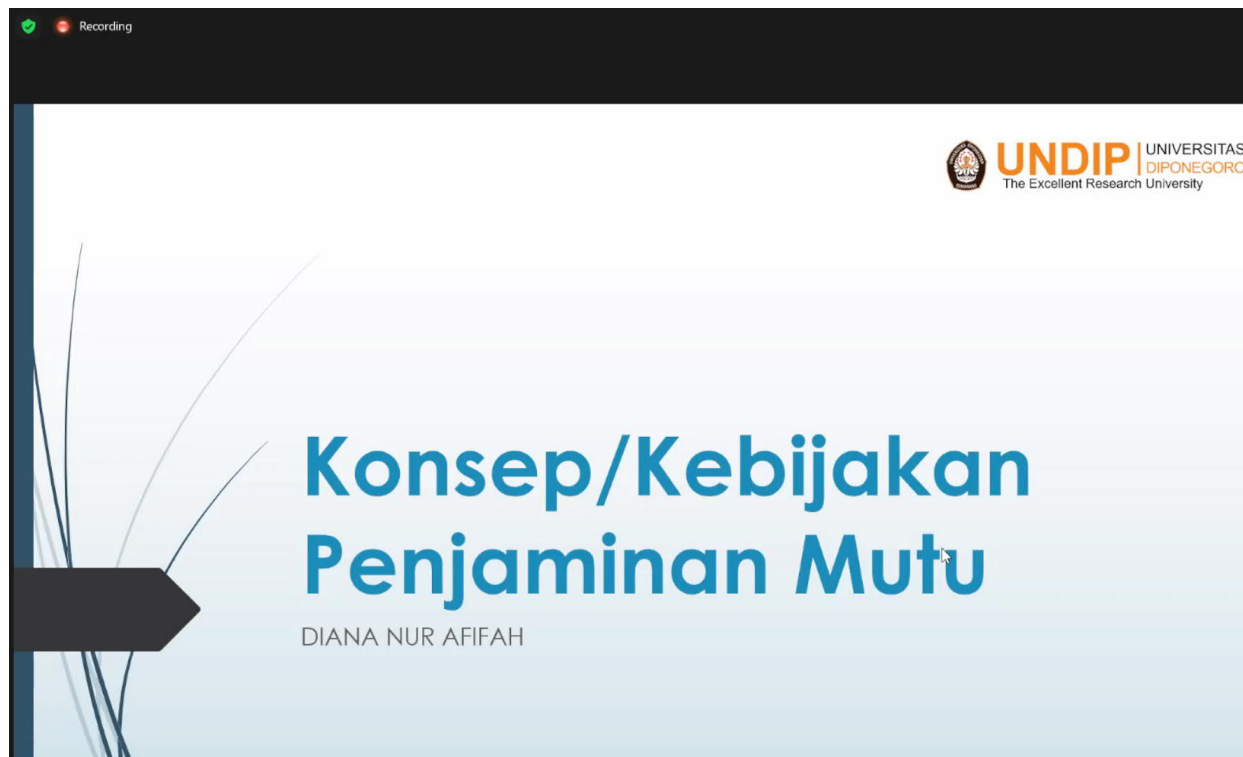 Recording
UNDIP
UNIVERSITAS
DIPONEGORO
The Excellent Research University
Konsep/Kebijakan
Penjaminan Mutu
DIANA NUR AFIFAH